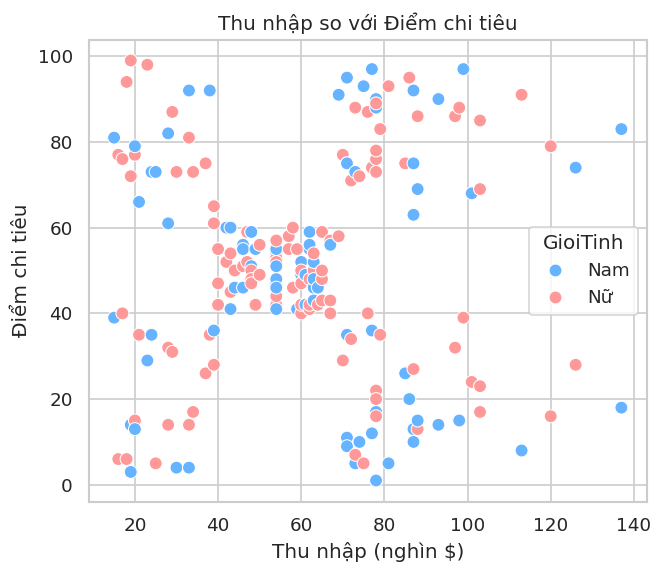 Thu nhập so với Điểm chi tiêu
100
80
60
40
20
0
Điểm chi tiêu
GioiTinh
Nam
Nữ
20
40
60
80
100
120
140
Thu nhập (nghìn $)